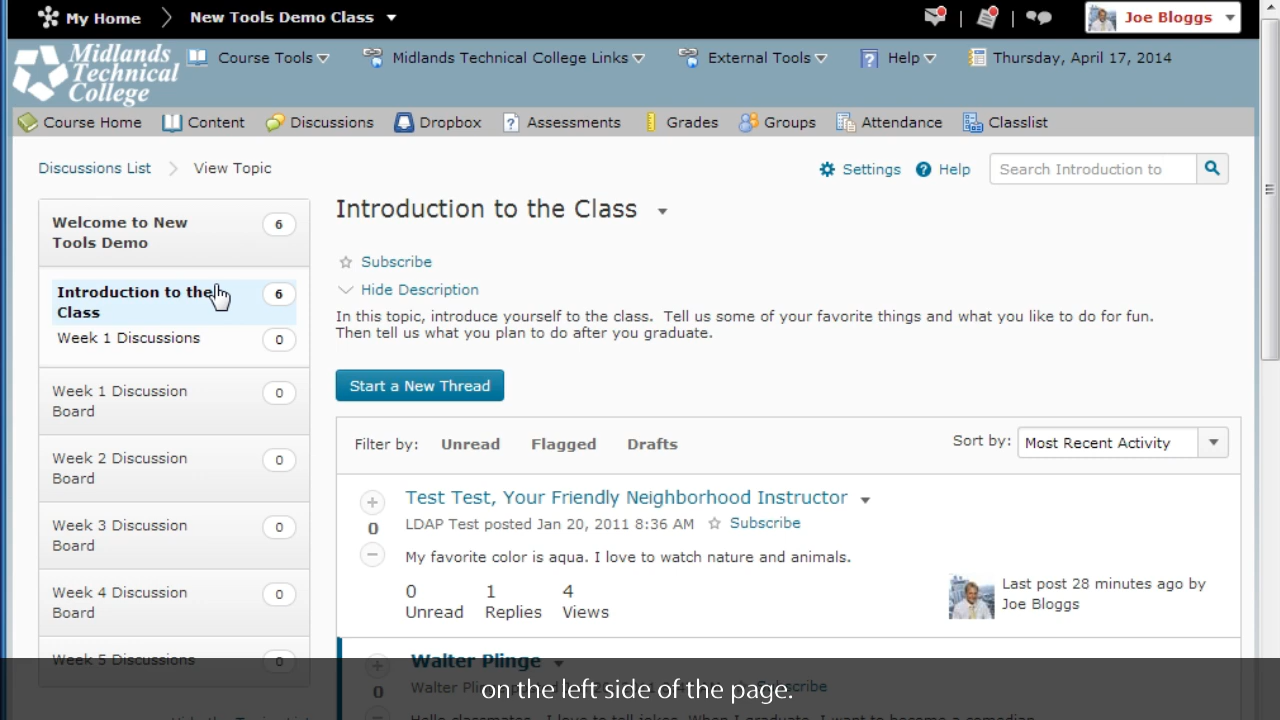 My Home
New Tools Demo Class
Joe Bloggs
Midlands
Technical
College
Course Tools
Midlands Technical College Links
External Tools
Help
Thursday, April 17, 2014
Course Home
Content
Discussions
Dropbox
Assessments
Grades
Groups
Attendance
Classlist
Discussions List
View Topic
Settings
Help
Search Introduction to
Welcome to New
Tools Demo
6
Introduction to the
Class
6
Week 1 Discussions
0
Week 1 Discussion
Board
0
Week 2 Discussion
Board
0
Week 3 Discussion
Board
0
Week 4 Discussion
Board
0
Week 5 Discussions
0
Introduction to the Class
Subscribe
Hide Description
In this topic, introduce yourself to the class. Tell us some of your favorite things and what you like to do for fun.
Then tell us what you plan to do after you graduate.
Start a New Thread
Filter by: Unread Flagged Drafts
Sort by: Most Recent Activity
Test Test, Your Friendly Neighborhood Instructor
0
LDAP Test posted Jan 20, 2011 8:36 AM
Subscribe
My favorite color is aqua. I love to watch nature and animals.
0 1 4
Unread Replies Views
Last post 28 minutes ago by
Joe Bloggs
Walter Plinge
0
on the left side of the page.